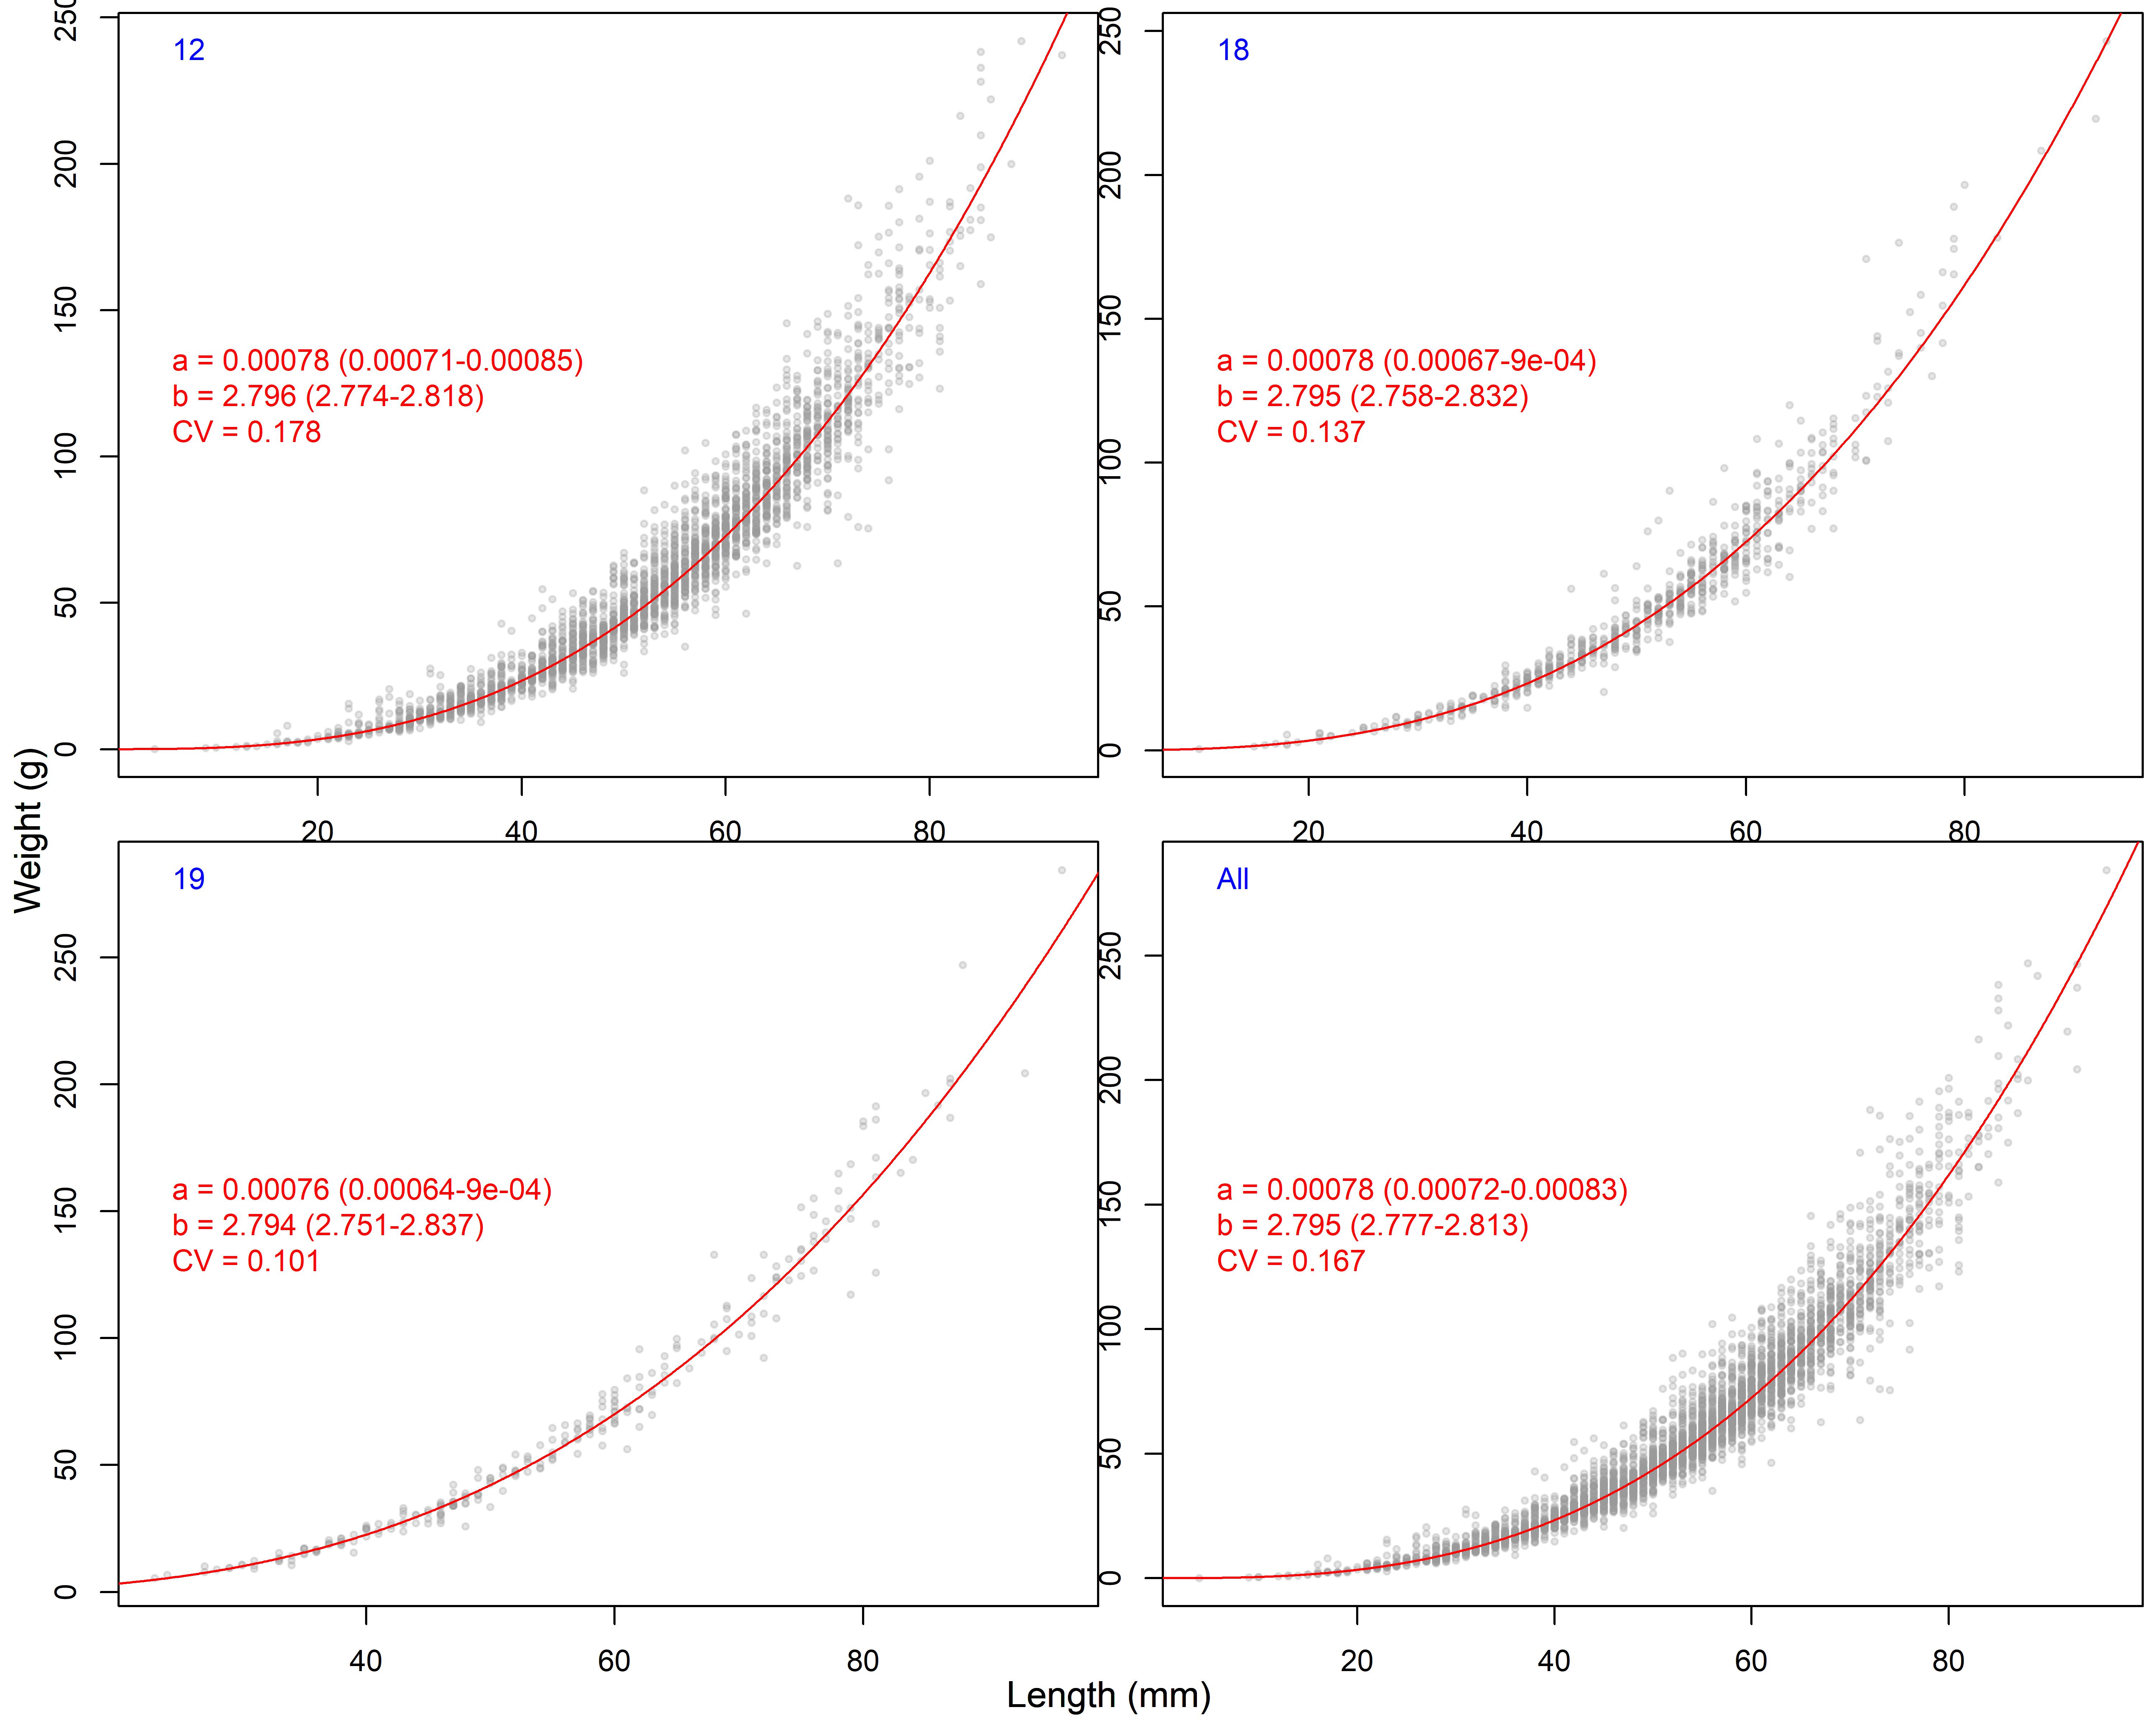 12
a = 0.00078 (0.00071-0.00085)
b = 2.796 (2.774-2.818)
CV = 0.178
0
50
100
150
200
250
20
40
60
80
18
a = 0.00078 (0.00067-9e-04)
b = 2.795 (2.758-2.832)
CV = 0.137
0
50
100
150
200
250
20
40
60
80
Weight (g)
19
a = 0.00076 (0.00064-9e-04)
b = 2.794 (2.751-2.837)
CV = 0.101
0
50
100
150
200
250
40
60
80
All
a = 0.00078 (0.00072-0.00083)
b = 2.795 (2.777-2.813)
CV = 0.167
0
50
100
150
200
250
20
40
60
80
Length (mm)